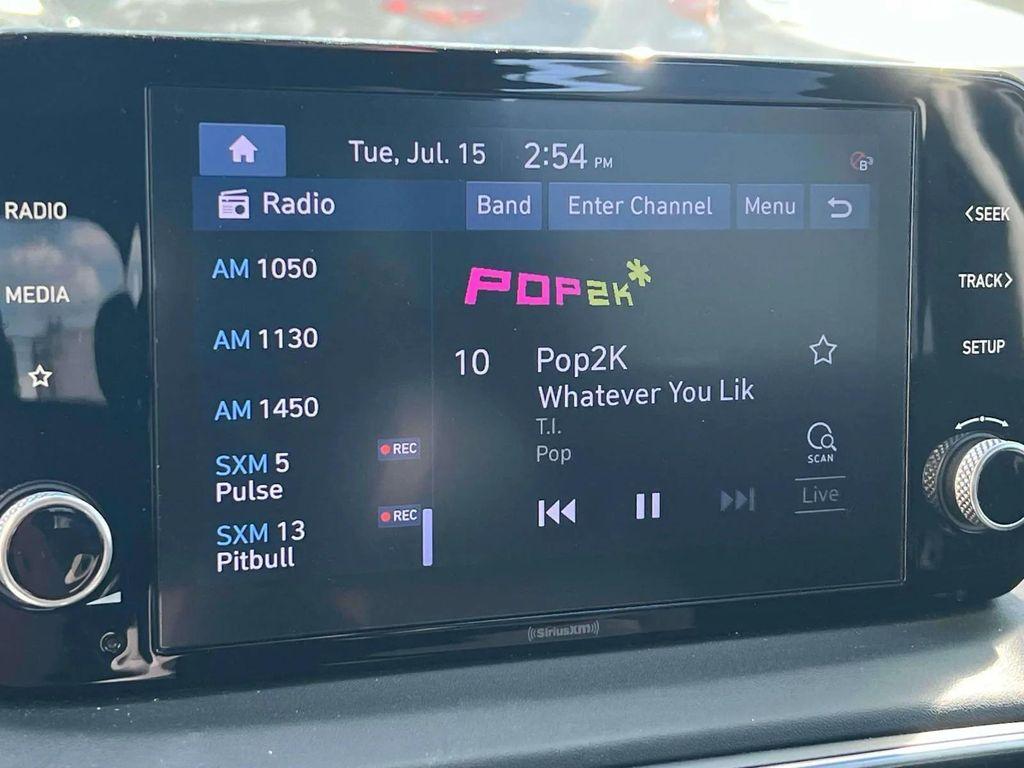 Tue, Jul. 15 2:54 PM
RADIO
Radio Band Enter Channel Menu
<SEEK
AM 1050
POP2K*
TRACK>
MEDIA
AM 1130
10 Pop2K
SETUP
Whatever You Lik
AM 1450
T.I.
Pop
SCAN
SXM 5 REC
Pulse
Live
SXM 13 REC
Pitbull
SiriusXM